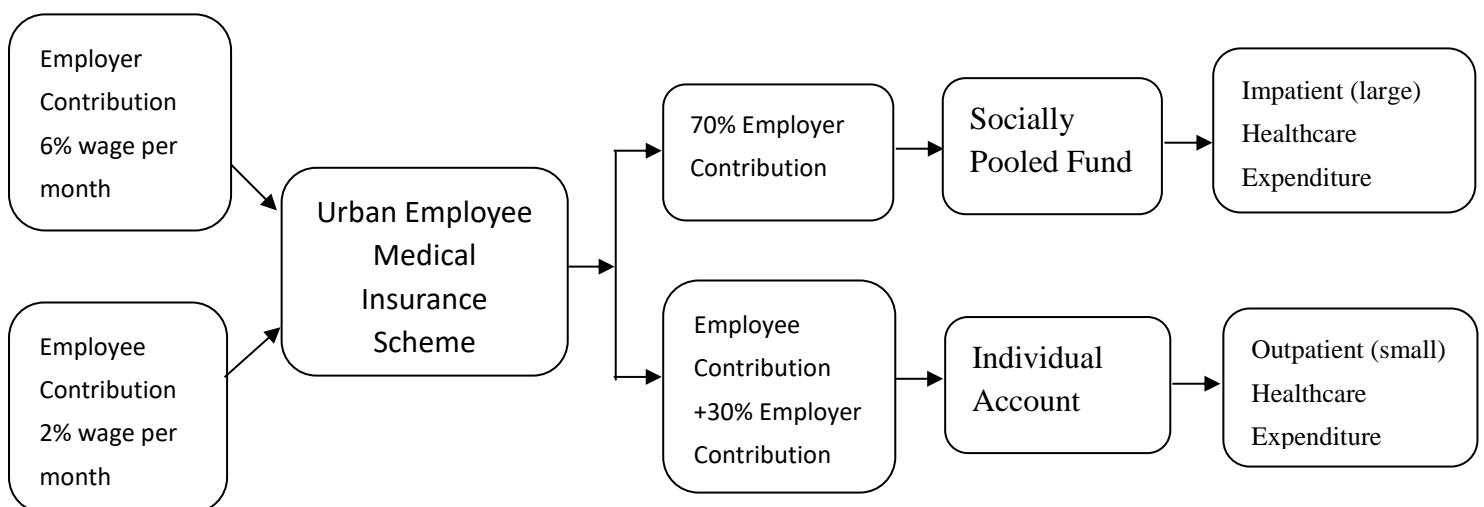 Employer
Contribution
6% wage per
month
Employee
Contribution
2% wage per
month
Urban Employee
Medical
Insurance
Scheme
70% Employer
Contribution
Employee
Contribution
+30% Employer
Contribution
Socially
Pooled Fund
Individual
Account
Impatient (large)
Healthcare
Expenditure
Outpatient (small)
Healthcare
Expenditure